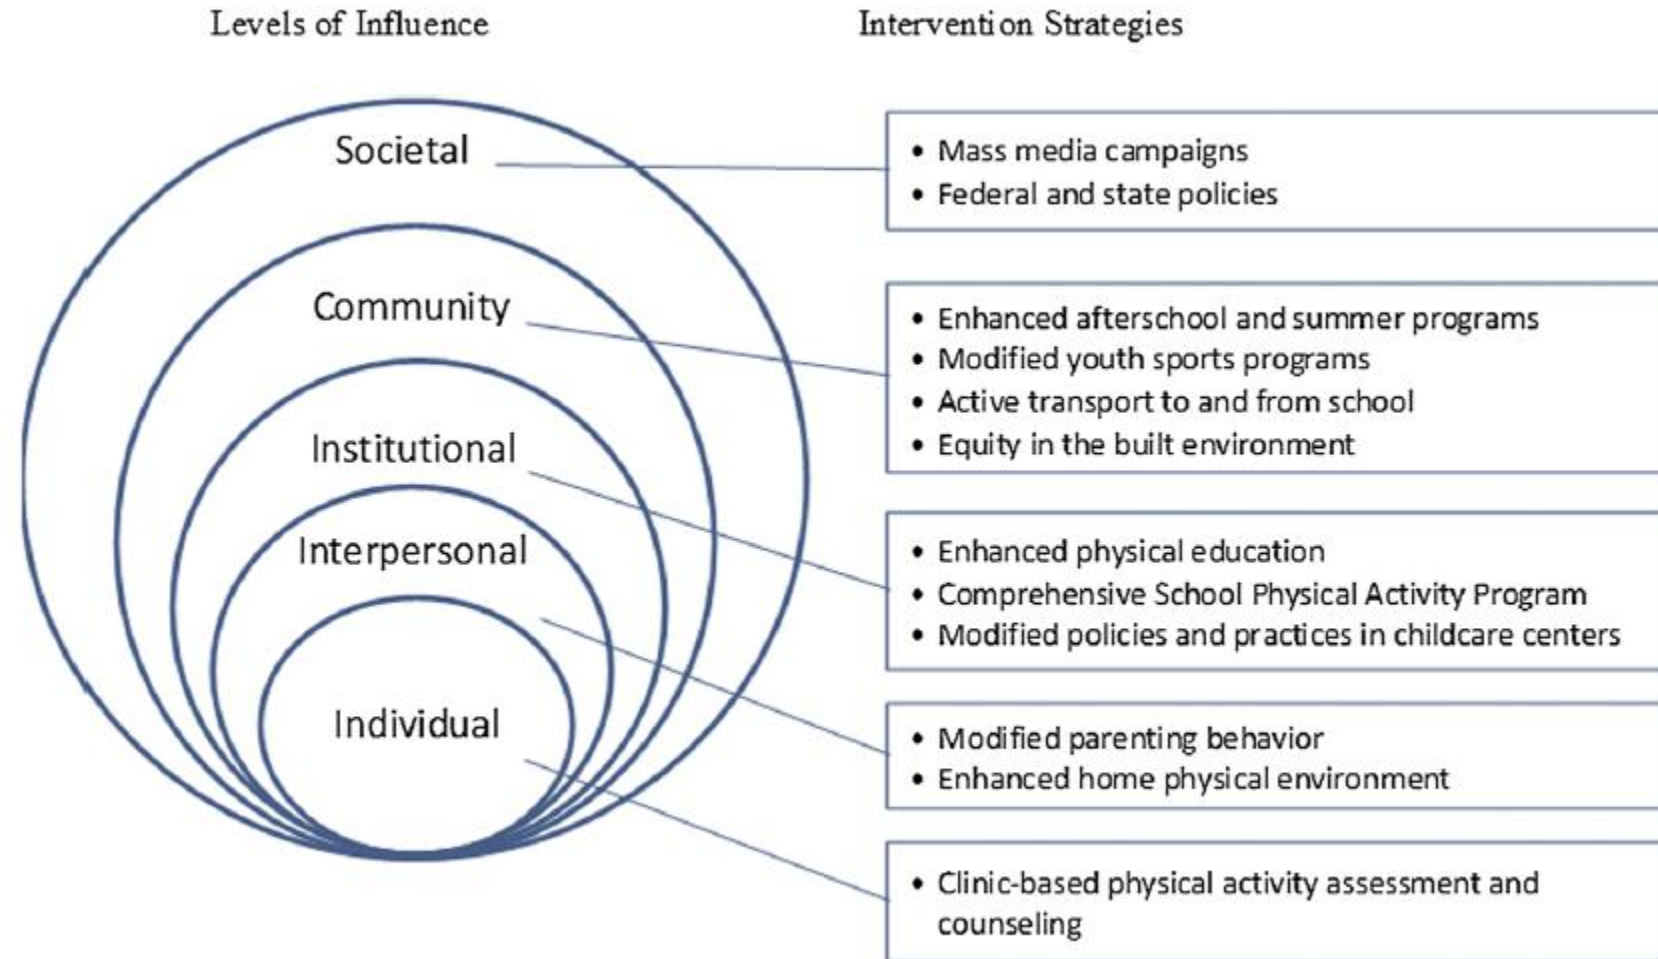 Levels of Influence
Intervention Strategies
Societal
• Mass media campaigns
• Federal and state policies
Community
• Enhanced afterschool and summer programs
• Modified youth sports programs
• Active transport to and from school
• Equity in the built environment
Institutional
• Enhanced physical education
• Comprehensive School Physical Activity Program
• Modified policies and practices in childcare centers
Interpersonal
• Modified parenting behavior
• Enhanced home physical environment
Individual
• Clinic-based physical activity assessment and
counseling